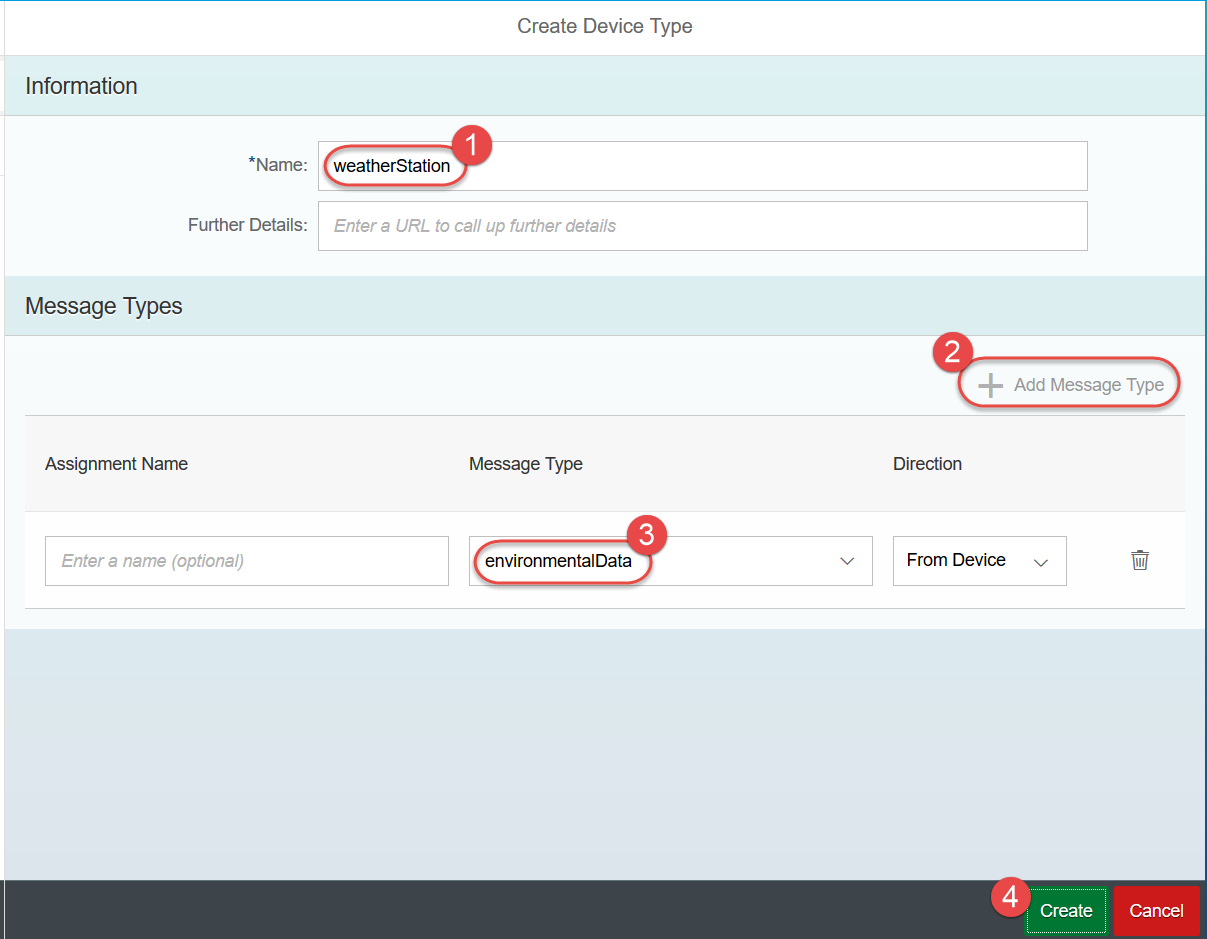 Create Device Type
Information
*Name: weatherStation 1
Further Details: Enter a URL to call up further details
Message Types
2
Add Message Type
Assignment Name Message Type Direction
3
Enter a name (optional) environmentalData From Device
4 Create Cancel